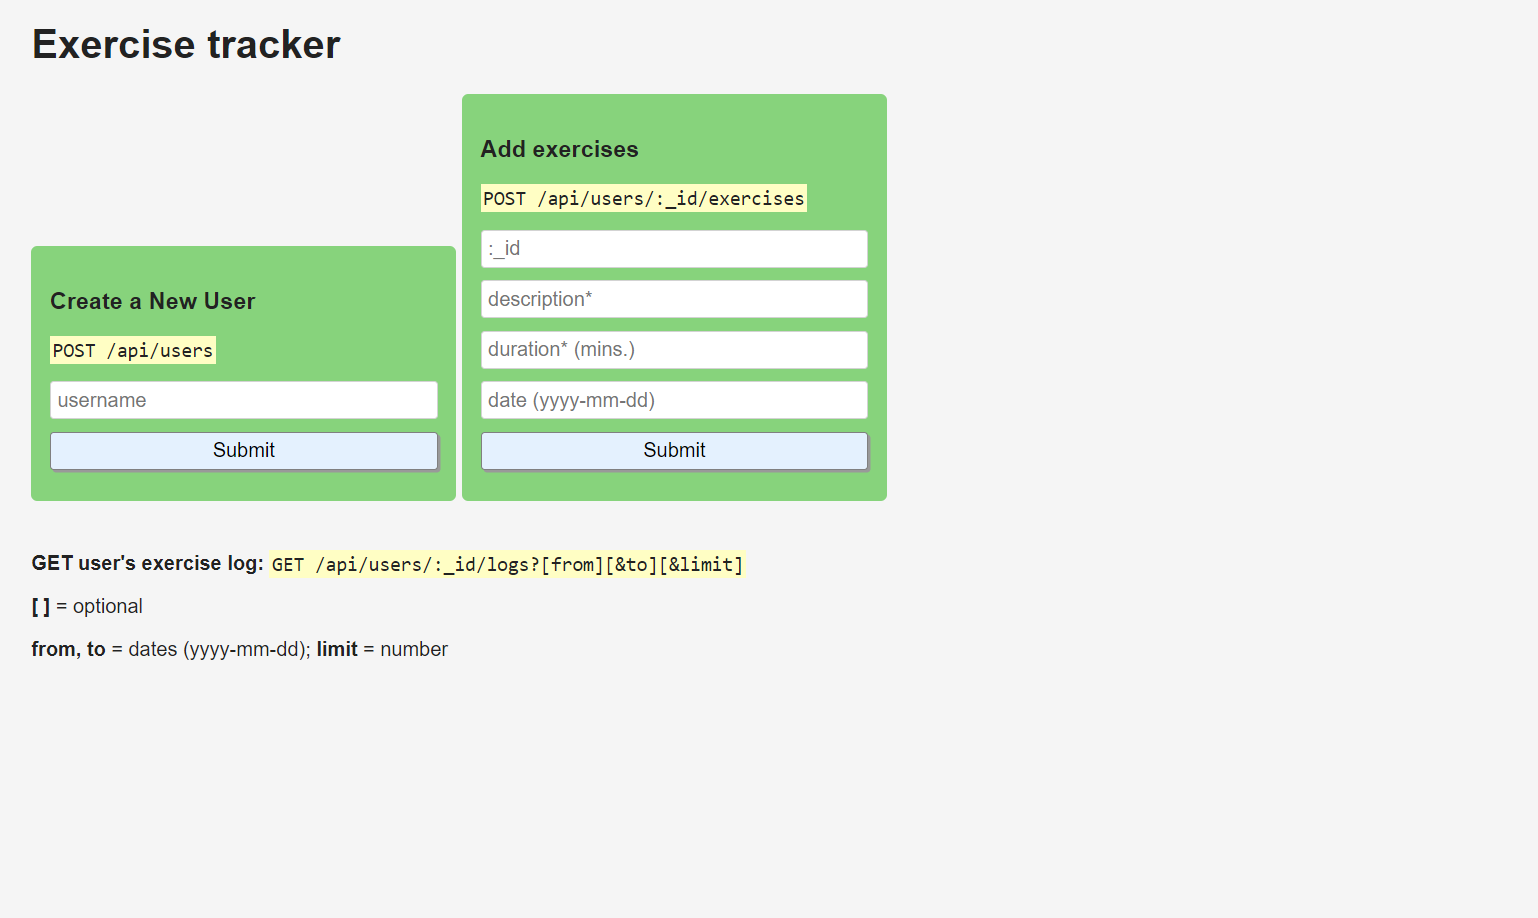 Exercise tracker
Create a New User
POST /api/users
username
Submit
Add exercises
POST /api/users/:_id/exercises
:_id
description*
duration* (mins.)
date (yyyy-mm-dd)
Submit
GET user's exercise log: GET /api/users/:_id/logs?[from][&to][&limit]
[ ] = optional
from, to = dates (yyyy-mm-dd); limit = number